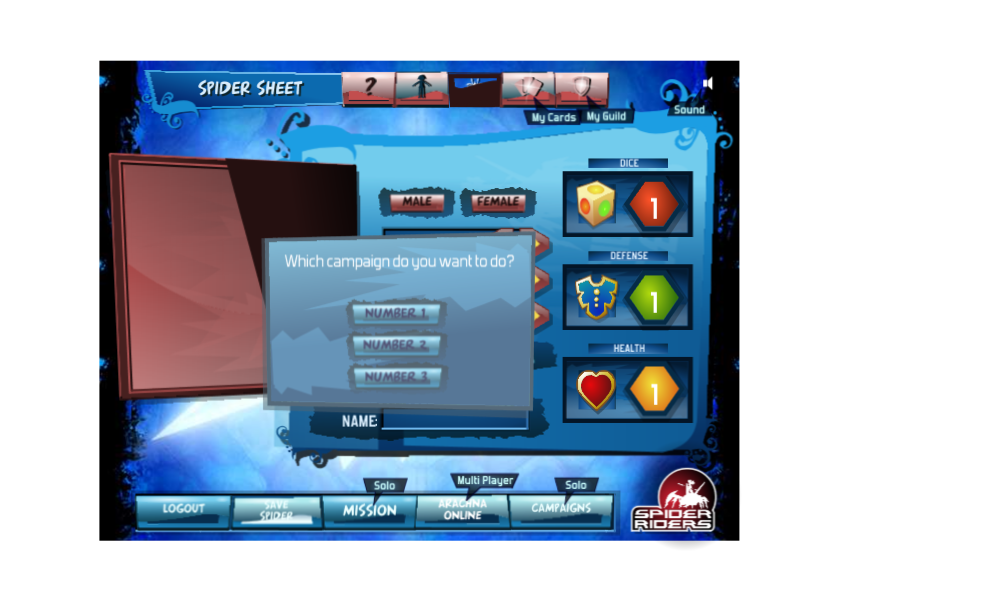 SPIDER SHEET
?
My Cards
My Guild
Sound
DICE
1
MALE
FEMALE
DEFENSE
1
Which campaign do you want to do?
NUMBER 1.
NUMBER 2
NUMBER 3
HEALTH
1
NAME:
Solo
Multi Player
Solo
LOGOUT
SAVE
SPIDER
MISSION
ARACHNA
ONLINE
CAMPAIGNS
SPIDER
RIDERS